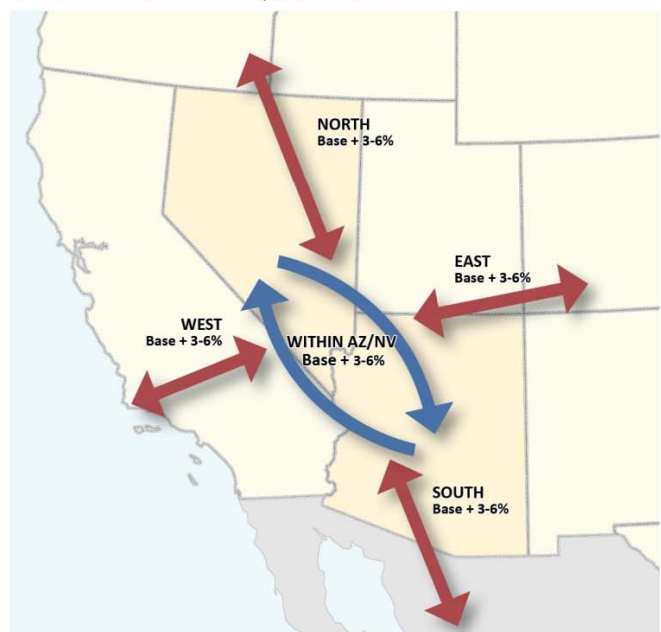 NORTH
Base + 3-6%
EAST
Base + 3-6%
WEST
Base + 3-6%
WITHIN AZ/NV
Base + 3-6%
SOUTH
Base + 3-6%